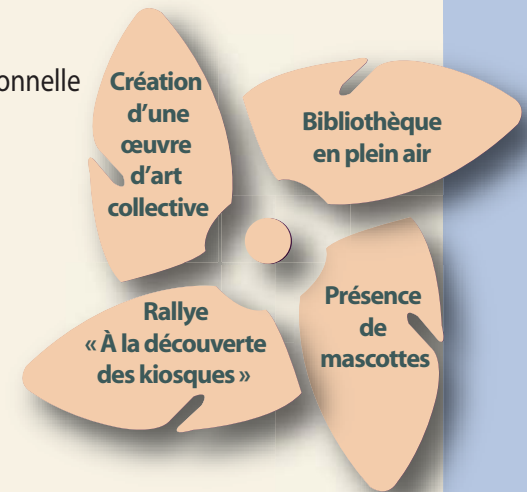 onnelle
Création
d’une
œuvre
d’art
collective
Bibliothèque
en plein air
Rallye
« À la découverte
des kiosques »
Présence
de
mascottes